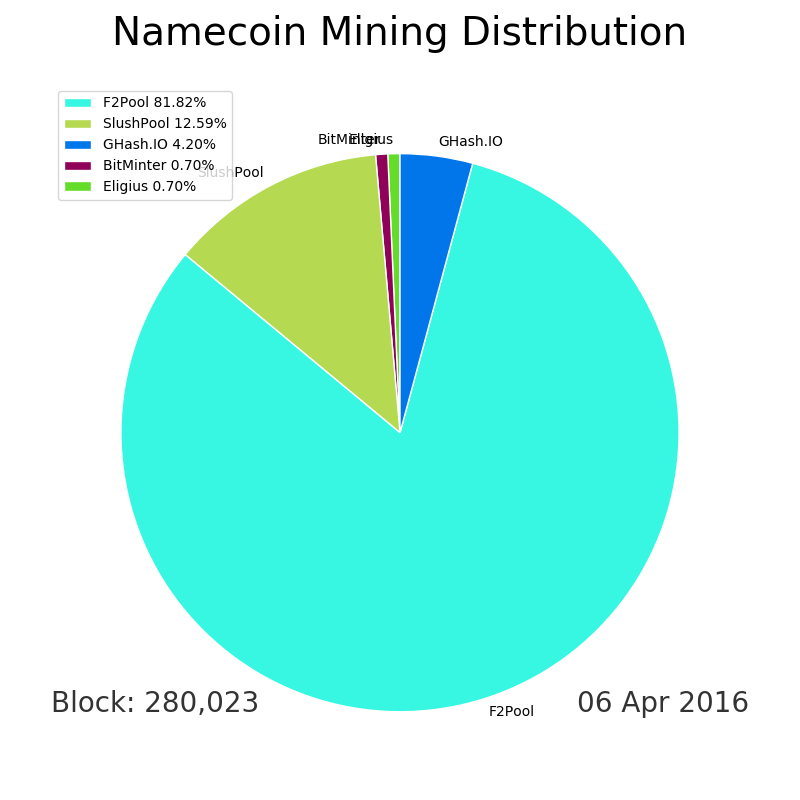 Namecoin Mining Distribution
F2Pool 81.82%
SlushPool 12.59%
GHash.IO 4.20%
BitMinter 0.70%
Eligius 0.70%
BitMinter
Eligius
GHash.IO
SlushPool
F2Pool
Block: 280,023
06 Apr 2016